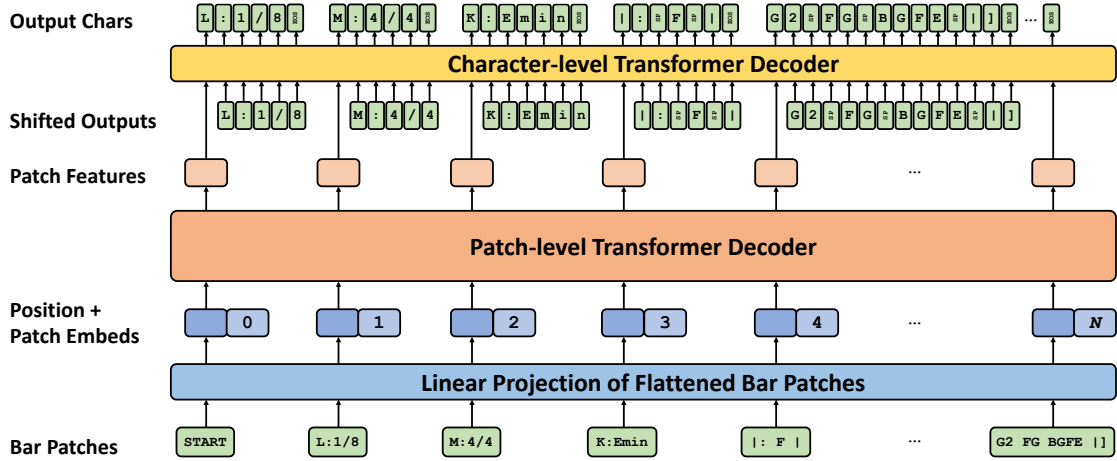 Output Chars L : 1 / 8 EOS M : 4 / 4 EOS K : E m i n EOS | : SP F SP | EOS G 2 SP F G SP B G F E SP | ] EOS ... EOS
Character-level Transformer Decoder
Shifted Outputs L : 1 / 8 M : 4 / 4 K : E m i n | : SP F SP | G 2 SP F G SP B G F E SP | ]
Patch Features ...
Patch-level Transformer Decoder
Position + 0 1 2 3 4 ... N
Patch Embeds
Linear Projection of Flattened Bar Patches
Bar Patches START L:1/8 M:4/4 K:Emin |: F | ... G2 FG BGFE |]